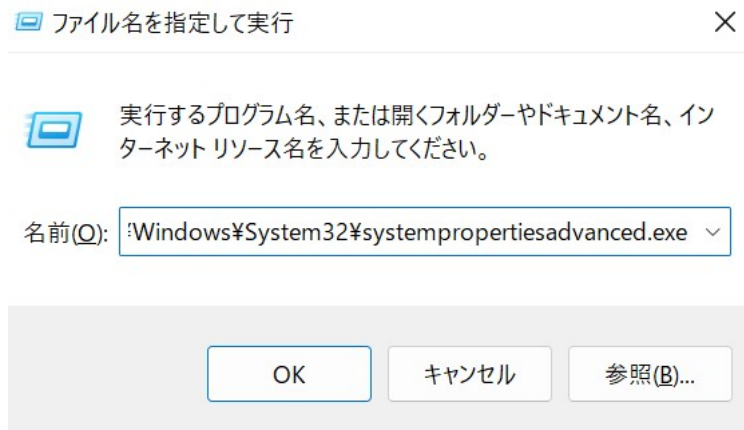 ファイル名を指定して実行
実行するプログラム名、または開くフォルダーやドキュメント名、イン
ターネット リソース名を入力してください。
名前(O): ¥Windows¥System32¥systempropertiesadvanced.exe
OK キャンセル 参照(B)...